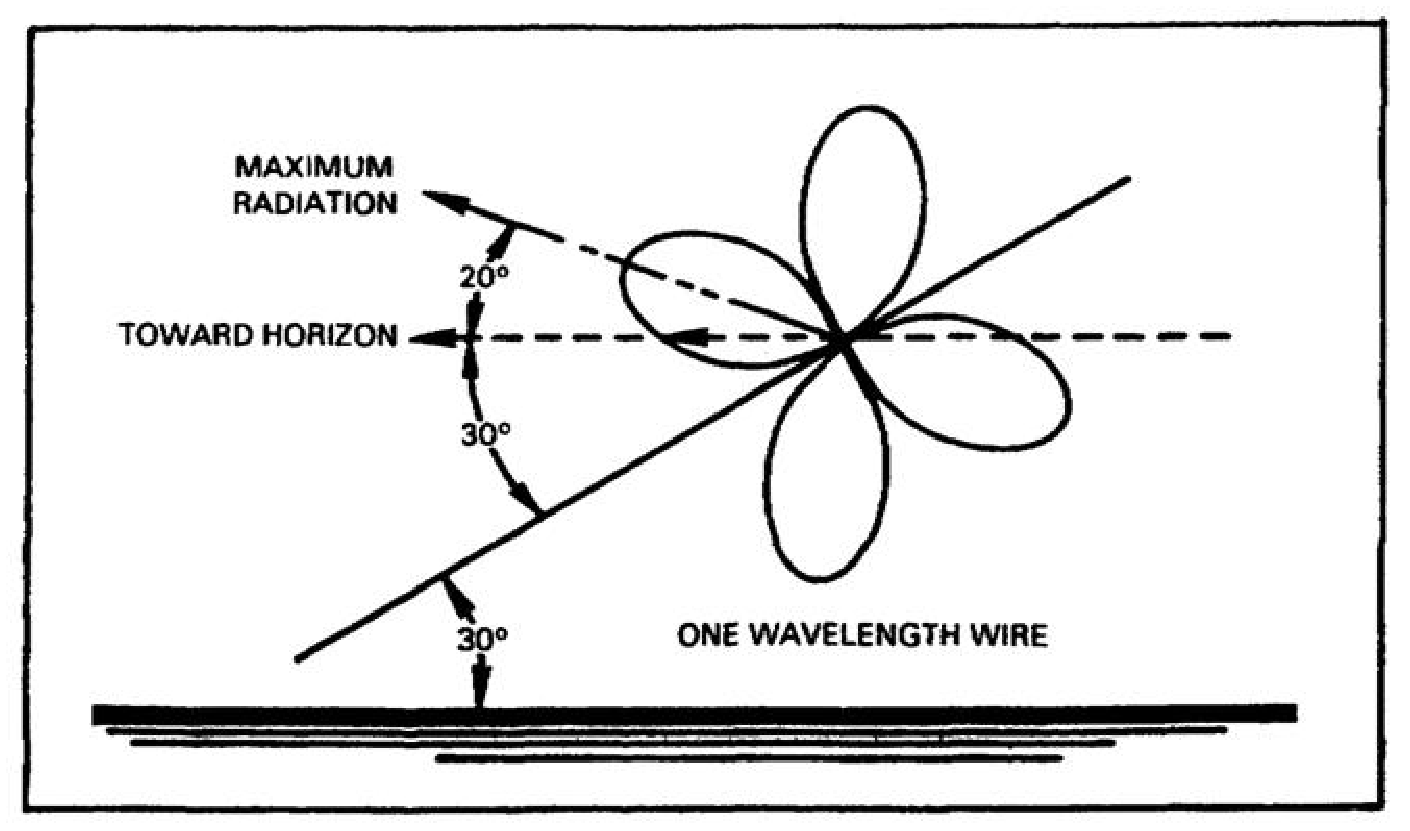 MAXIMUM
RADIATION
20°
TOWARD HORIZON
30°
30°
ONE WAVELENGTH WIRE